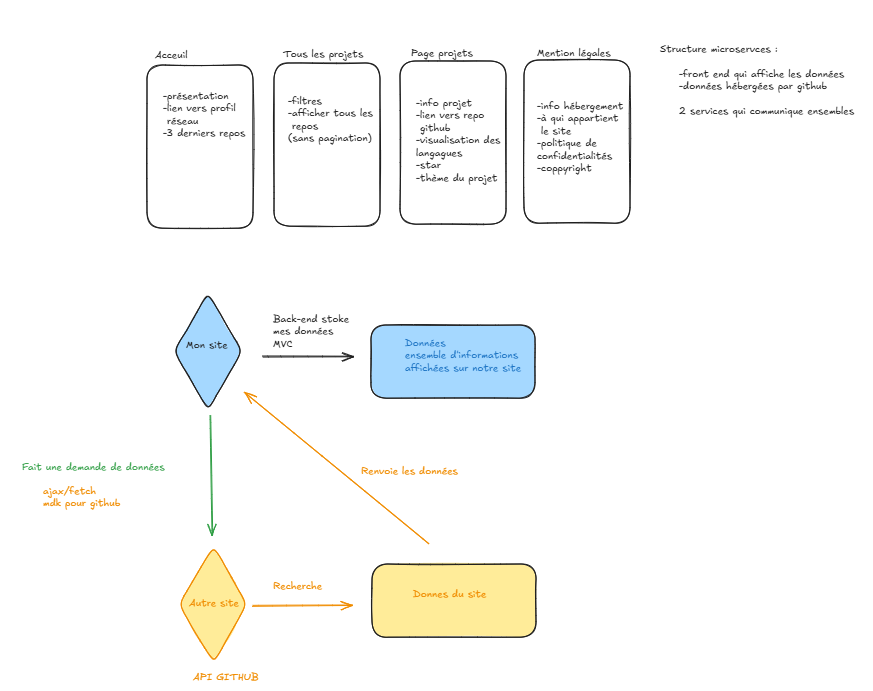 Acceuil
-présentation
-lien vers profil
réseau
-3 derniers repos
Tous les projets
-filtres
-afficher tous les
repos
(sans pagination)
Page projets
-info projet
-lien vers repo
github
-visualisation des
langagues
-star
-thème du projet
Mention légales
-info hébergement
-à qui appartient
le site
-politique de
confidentialités
-coppyright
Structure microservces :
-front end qui affiche les données
-données hébergées par github
2 services qui communique ensembles
Mon site
Back-end stoke
mes données
MVC
Données
ensemble d'informations
affichées sur notre site
Fait une demande de données
ajax/fetch
mdk pour github
Renvoie les données
Autre site
Recherche
Donnes du site
API GITHUB